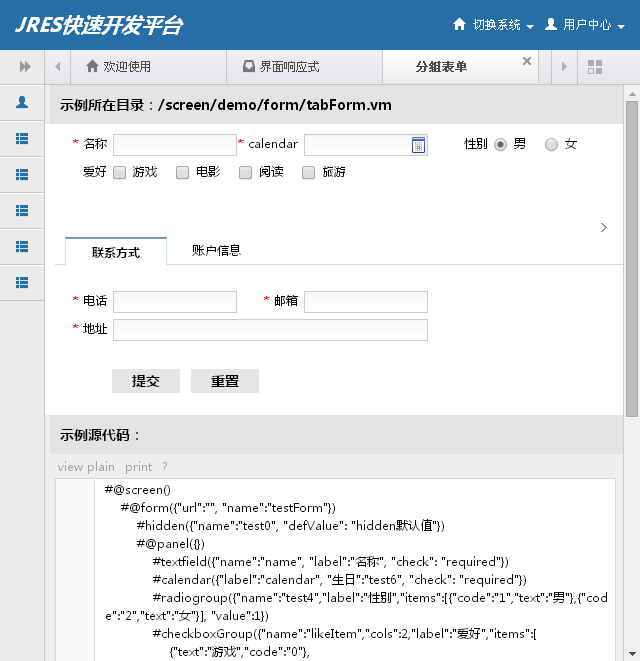 JRES快速开发平台
切换系统 用户中心
欢迎使用 界面响应式 分组表单
示例所在目录：/screen/demo/form/tabForm.vm
* 名称 * calendar 性别 男 女
爱好 游戏 电影 阅读 旅游
联系方式 账户信息
* 电话 * 邮箱
* 地址
提交 重置
示例源代码：
view plain print ?
#@screen()
#@form({"url":"", "name":"testForm"})
#hidden({"name":"test0", "defValue": "hidden默认值"})
#@panel({})
#textfield({"name":"name", "label":"名称", "check": "required"})
#calendar({"label":"calendar", "生日":"test6", "check": "required"})
#radiogroup({"name":"test4","label":"性别","items":[{"code":"1","text":"男"},{"cod
e":"2","text":"女"}], "value":1})
#checkboxGroup({"name":"likeItem","cols":2,"label":"爱好","items":[
{"text":"游戏","code":"0"},